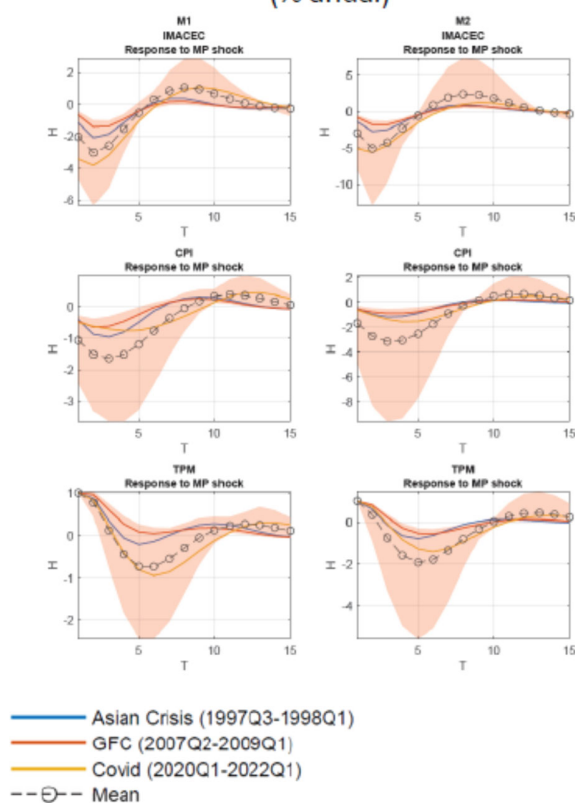 (% anual)
M1
IMACEC
Response to MP shock
2
0
-2
-4
-6
H
5
10
15
T
M2
IMACEC
Response to MP shock
5
0
-5
-10
H
5
10
15
T
CPI
Response to MP shock
0
-1
-2
-3
H
5
10
15
T
CPI
Response to MP shock
2
0
-2
-4
-6
-8
H
5
10
15
T
TPM
Response to MP shock
1
0
-1
-2
H
5
10
15
T
TPM
Response to MP shock
0
-2
-4
H
5
10
15
T
Asian Crisis (1997Q3-1998Q1)
GFC (2007Q2-2009Q1)
Covid (2020Q1-2022Q1)
Mean